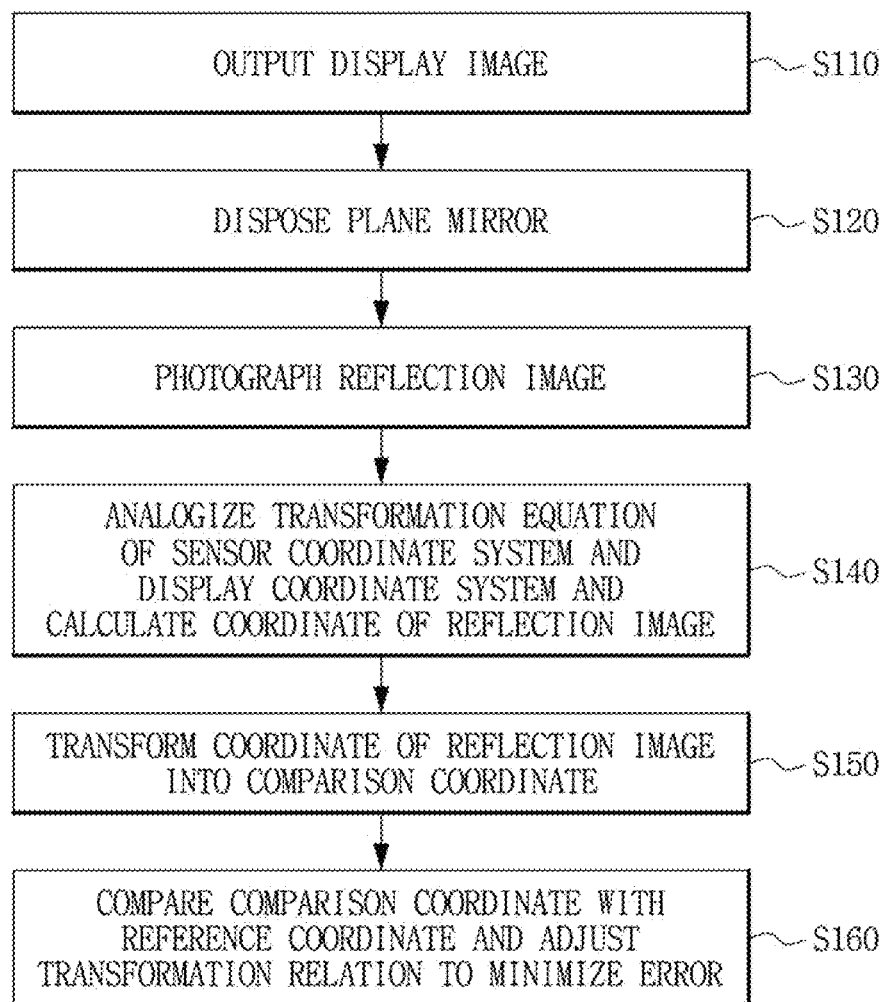 OUTPUT DISPLAY IMAGE
S110
DISPOSE PLANE MIRROR
S120
PHOTOGRAPH REFLECTION IMAGE
S130
ANALOGIZE TRANSFORMATION EQUATION
OF SENSOR COORDINATE SYSTEM AND
DISPLAY COORDINATE SYSTEM AND
CALCULATE COORDINATE OF REFLECTION IMAGE
S140
TRANSFORM COORDINATE OF REFLECTION IMAGE
INTO COMPARISON COORDINATE
S150
COMPARE COMPARISON COORDINATE WITH
REFERENCE COORDINATE AND ADJUST
TRANSFORMATION RELATION TO MINIMIZE ERROR
S160